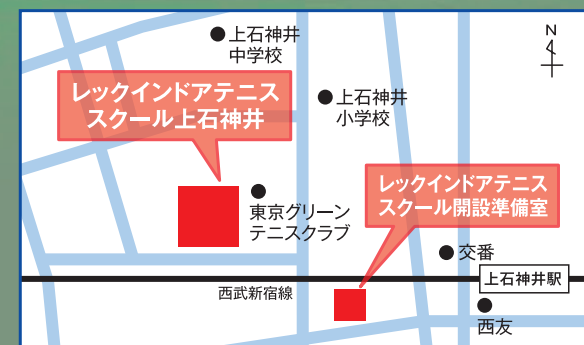 上石神井
中学校
N
レックインドアテニス
スクール上石神井
上石神井
小学校
東京グリーン
テニスクラブ
レックインドアテニス
スクール開設準備室
交番
上石神井駅
西武新宿線
西友